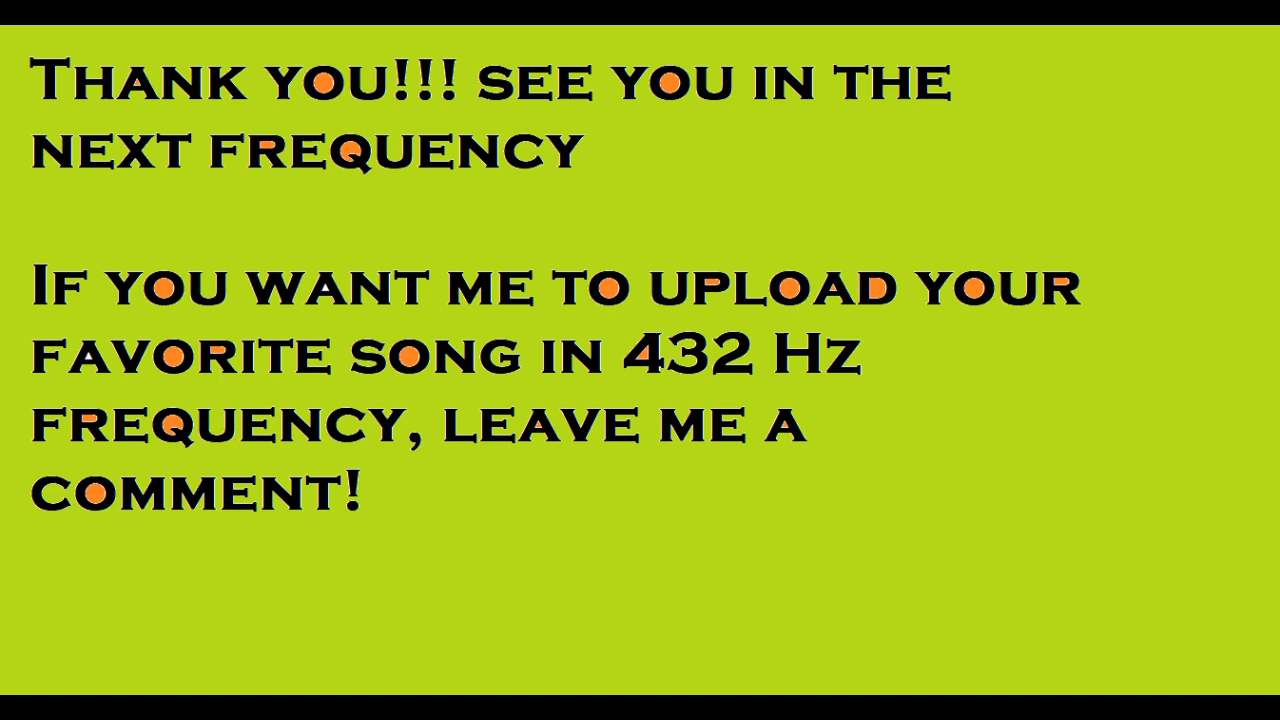 Thank you!!! see you in the
next frequency
If you want me to upload your
favorite song in 432 Hz
frequency, leave me a
comment!